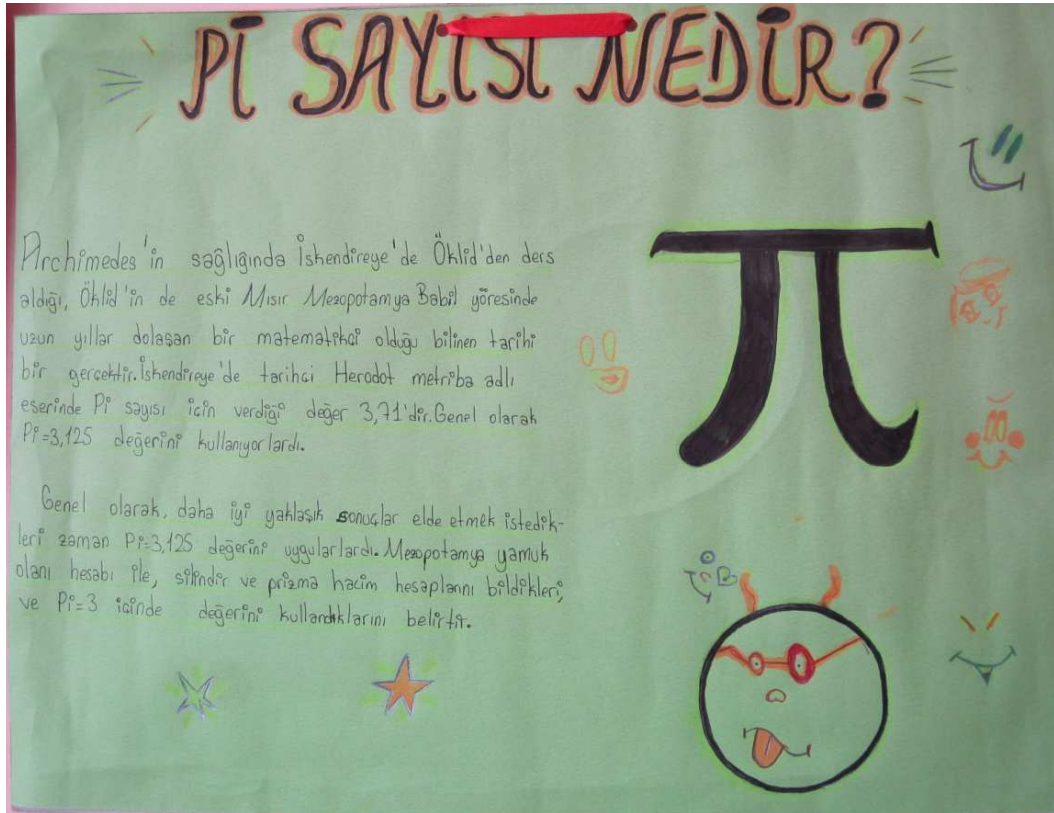 Pİ SAYISI NEDİR?
Archimedes'in sağlığında İskendireye'de Öklid'den ders
aldığı, Öklid'in de eski Mısır Mezopotamya Babil yöresinde
uzun yıllar dolaşan bir matematikçi olduğu bilinen tarihi
bir gerçektir. İskendireye'de tarihçi Herodot metriba adlı
eserinde Pi sayısı için verdiği değer 3,71'dir. Genel olarak
Pi=3,125 değerini kullanıyorlardı.
Genel olarak, daha iyi yaklaşık sonuçlar elde etmek istedik-
leri zaman Pi=3,125 değerini uygularlardı. Mezopotamya yamuk
olanı hesabı ile, silindir ve prizma hacim hesaplarını bildikleri,
ve Pi=3 içinde değerini kullandıklarını belirtir.
π